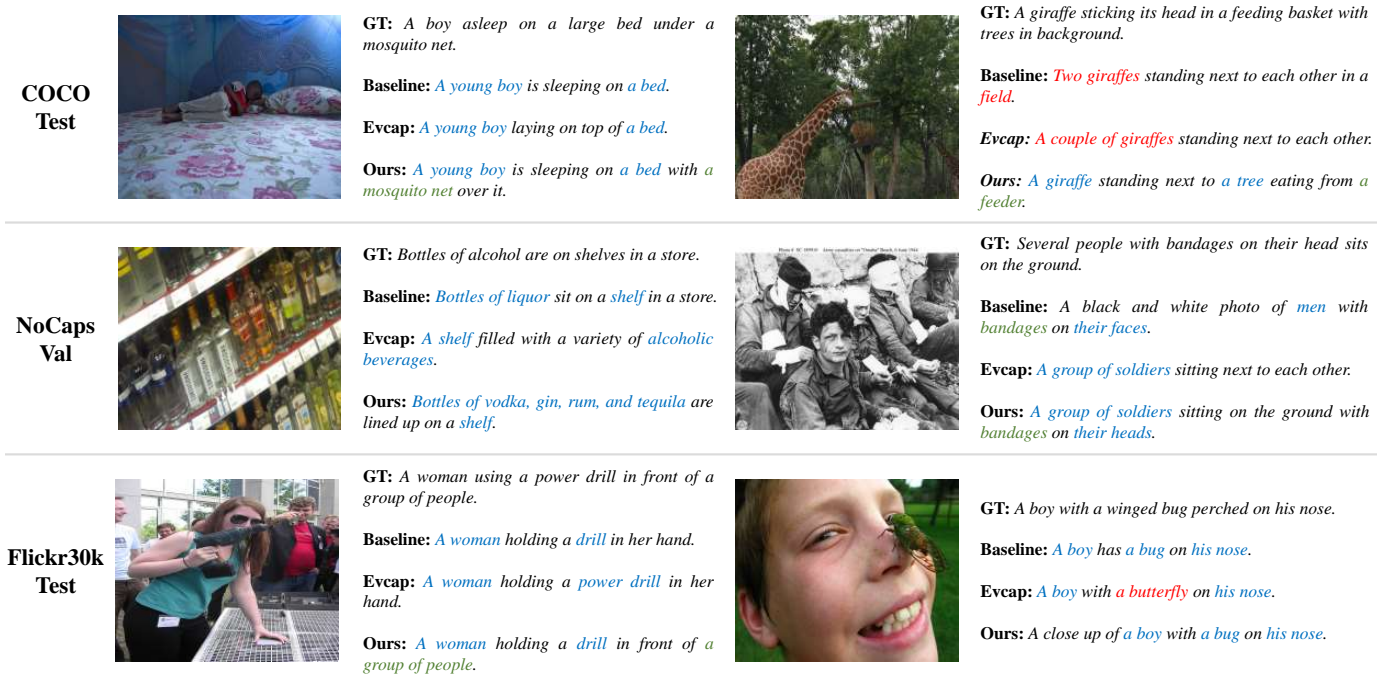 COCO
Test
GT: A boy asleep on a large bed under a
mosquito net.
Baseline: A young boy is sleeping on a bed.
Evcap: A young boy laying on top of a bed.
Ours: A young boy is sleeping on a bed with a
mosquito net over it.
GT: A giraffe sticking its head in a feeding basket with
trees in background.
Baseline: Two giraffes standing next to each other in a
field.
Evcap: A couple of giraffes standing next to each other.
Ours: A giraffe standing next to a tree eating from a
feeder.
NoCaps
Val
GT: Bottles of alcohol are on shelves in a store.
Baseline: Bottles of liquor sit on a shelf in a store.
Evcap: A shelf filled with a variety of alcoholic
beverages.
Ours: Bottles of vodka, gin, rum, and tequila are
lined up on a shelf.
GT: Several people with bandages on their head sits
on the ground.
Baseline: A black and white photo of men with
bandages on their faces.
Evcap: A group of soldiers sitting next to each other.
Ours: A group of soldiers sitting on the ground with
bandages on their heads.
Flickr30k
Test
GT: A woman using a power drill in front of a
group of people.
Baseline: A woman holding a drill in her hand.
Evcap: A woman holding a power drill in her
hand.
Ours: A woman holding a drill in front of a
group of people.
GT: A boy with a winged bug perched on his nose.
Baseline: A boy has a bug on his nose.
Evcap: A boy with a butterfly on his nose.
Ours: A close up of a boy with a bug on his nose.